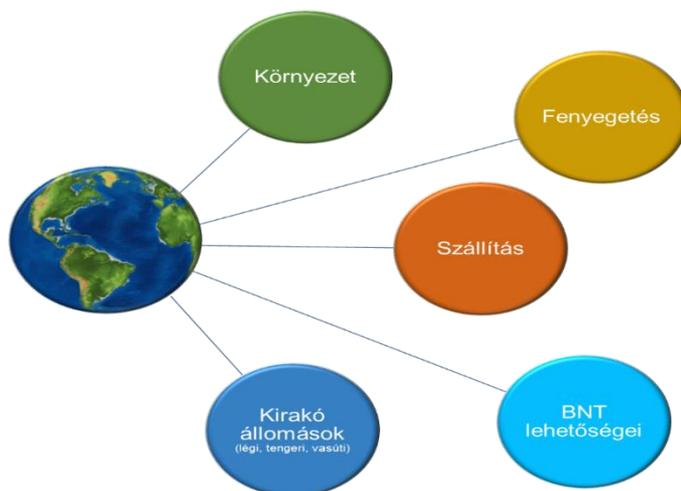 Környezet
Fenyegetés
Szállítás
Kirakó
állomások
(légi, tengeri, vasúti)
BNT
lehetőségei